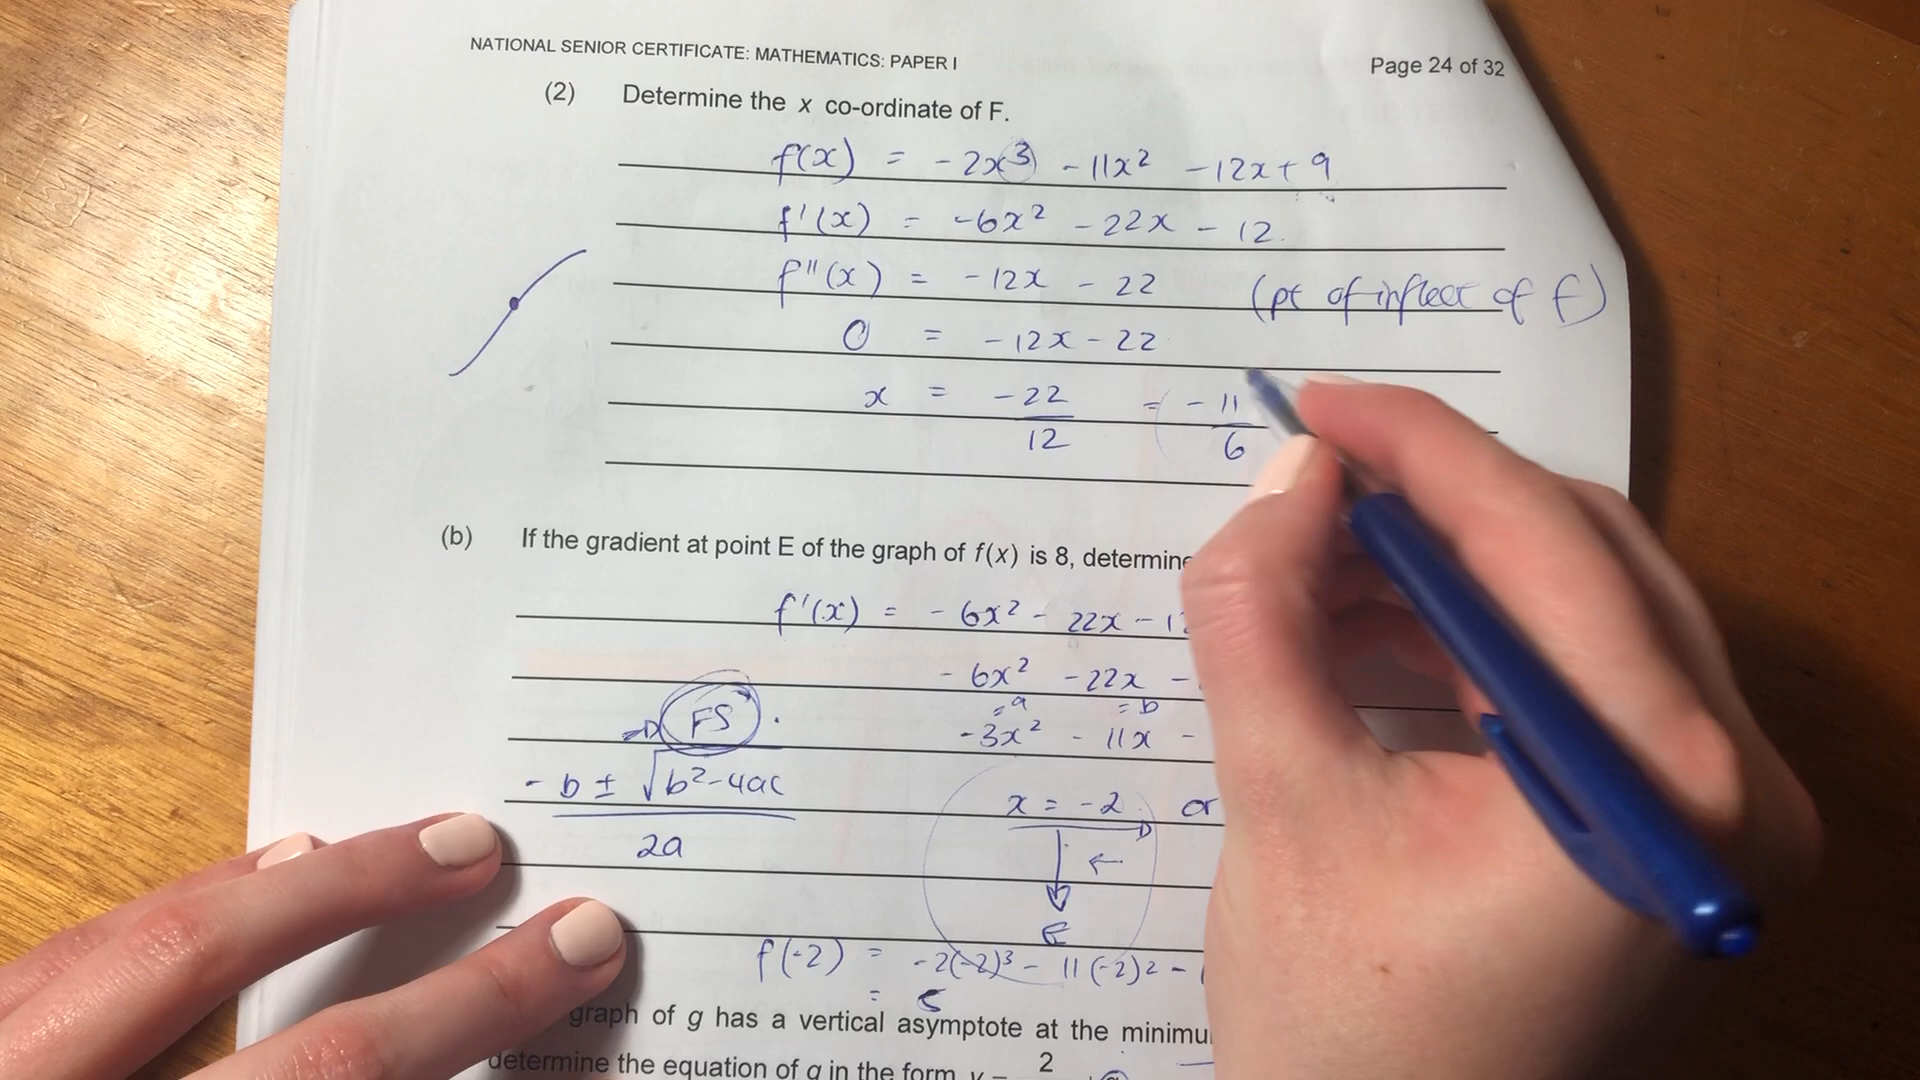 NATIONAL SENIOR CERTIFICATE: MATHEMATICS: PAPER I
Page 24 of 32
(2) Determine the x co-ordinate of F.
f(x) = -2x³ - 11x² - 12x + 9
f'(x) = -6x² - 22x - 12
f''(x) = -12x - 22 (pt of inflect of f)
0 = -12x - 22
x = -22/12 = -11/6
(b) If the gradient at point E of the graph of f(x) is 8, determine
f'(x) = -6x² - 22x - 12
-6x² - 22x -
= a = b
FS
-3x² - 11x -
-b ± √b²-4ac
2a
x = -2 or
E
f(-2) = -2(-2)³ - 11(-2)² -
= 5
graph of g has a vertical asymptote at the
determine the equation of g in the form y = 2